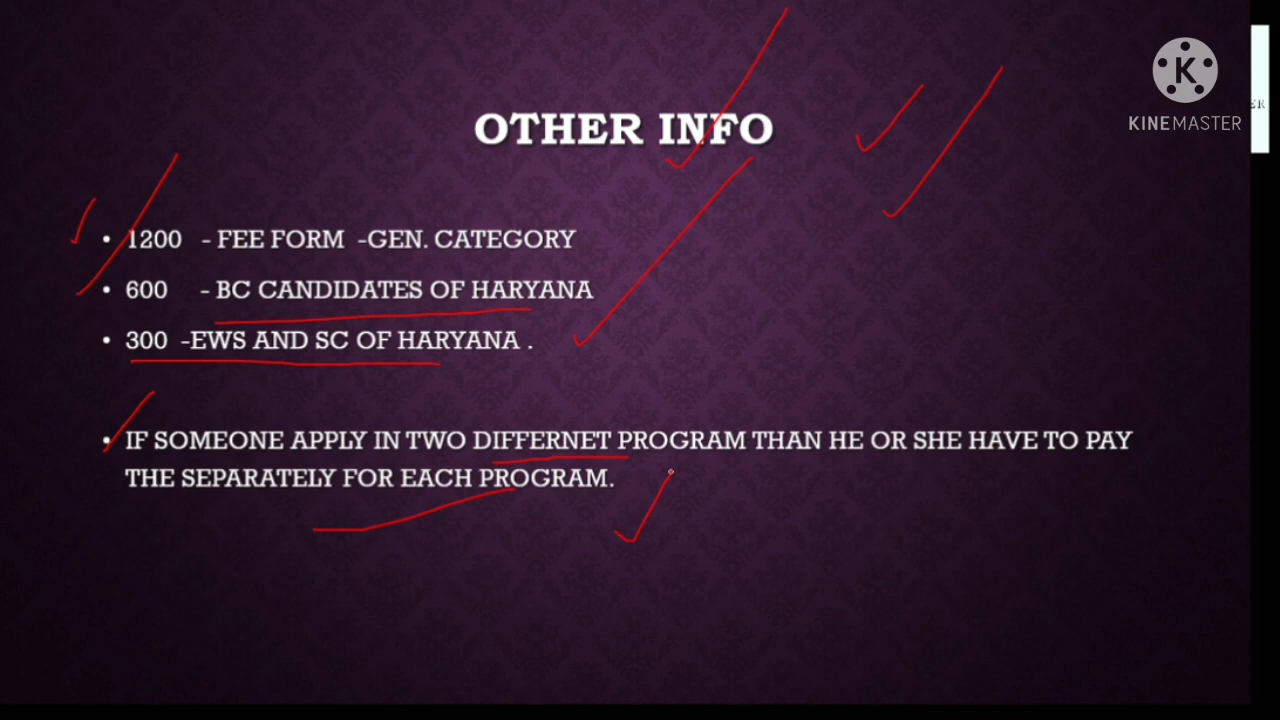 KINEMASTER
ER
OTHER INFO
• 1200 - FEE FORM -GEN. CATEGORY
• 600 - BC CANDIDATES OF HARYANA
• 300 -EWS AND SC OF HARYANA .
• IF SOMEONE APPLY IN TWO DIFFERNET PROGRAM THAN HE OR SHE HAVE TO PAY
THE SEPARATELY FOR EACH PROGRAM.